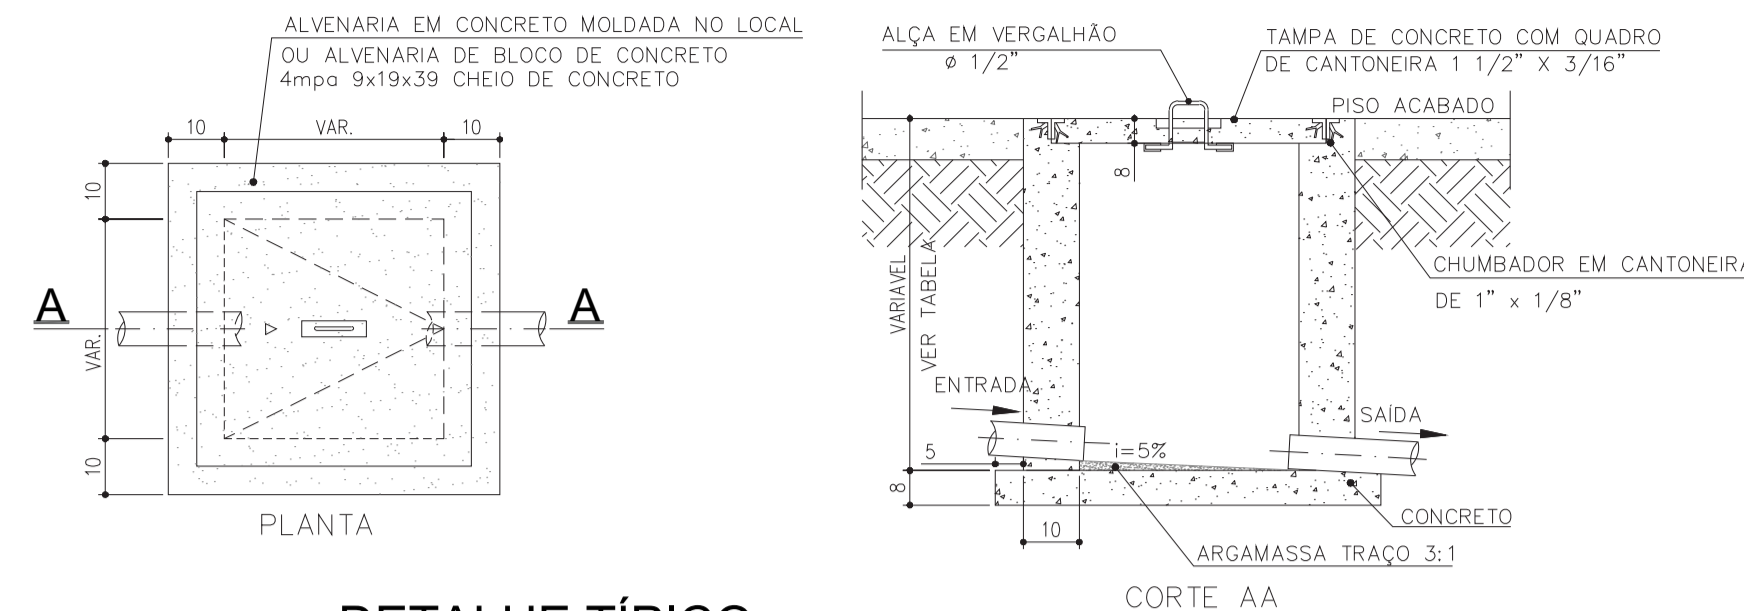 ALVENARIA EM CONCRETO MOLDADA NO LOCAL
OU ALVENARIA DE BLOCO DE CONCRETO
4mpa 9x19x39 CHEIO DE CONCRETO
10
VAR.
10
10
VAR.
10
A
A
PLANTA
ALÇA EM VERGALHÃO
ø 1/2"
TAMPA DE CONCRETO COM QUADRO
DE CANTONEIRA 1 1/2" X 3/16"
PISO ACABADO
8
VARIAVEL
VER TABELA
CHUMBADOR EM CANTONEIRA
DE 1" x 1/8"
ENTRADA
SAÍDA
5
i=5%
8
10
CONCRETO
ARGAMASSA TRAÇO 3:1
CORTE AA
DETALHE TÍPICO